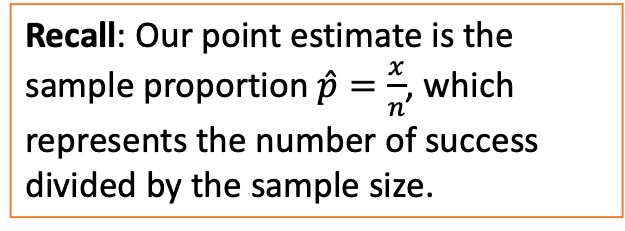 Recall: Our point estimate is the
sample proportion p̂ = x/n, which
represents the number of success
divided by the sample size.